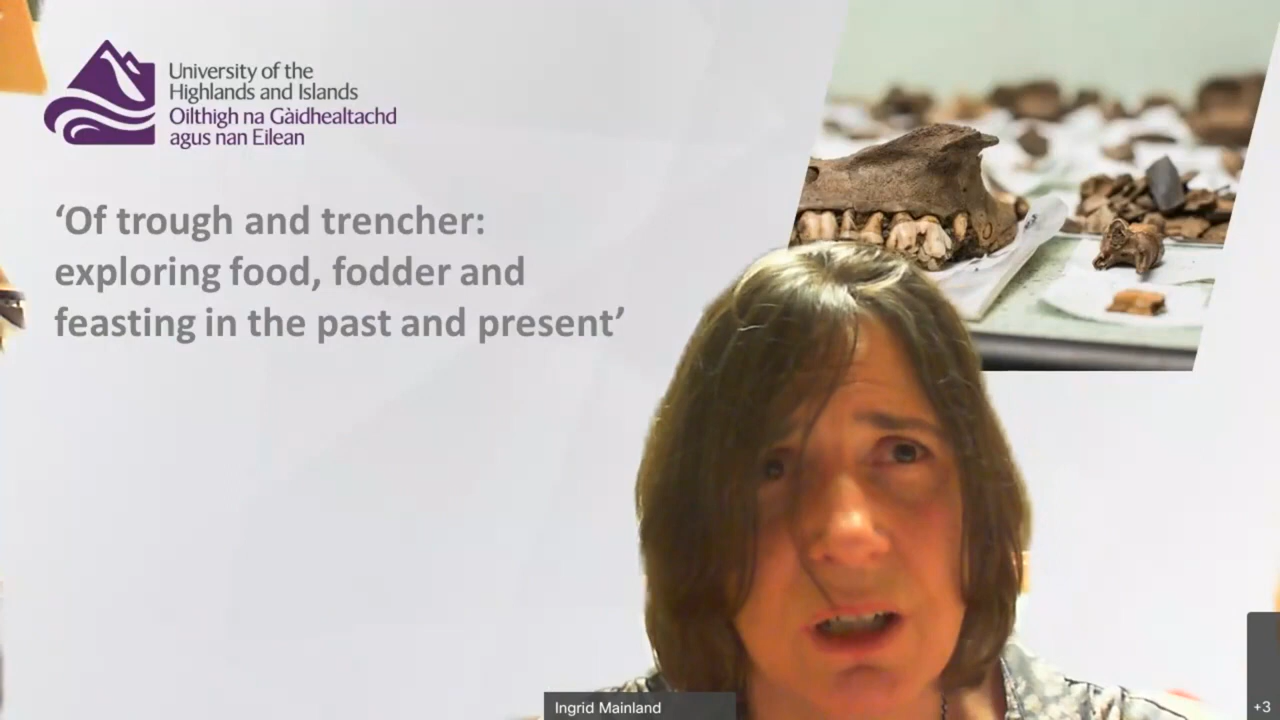 University of the
Highlands and Islands
Oilthigh na Gàidhealtachd
agus nan Eilean
‘Of trough and trencher:
exploring food, fodder and
feasting in the past and present’
Ingrid Mainland
+3